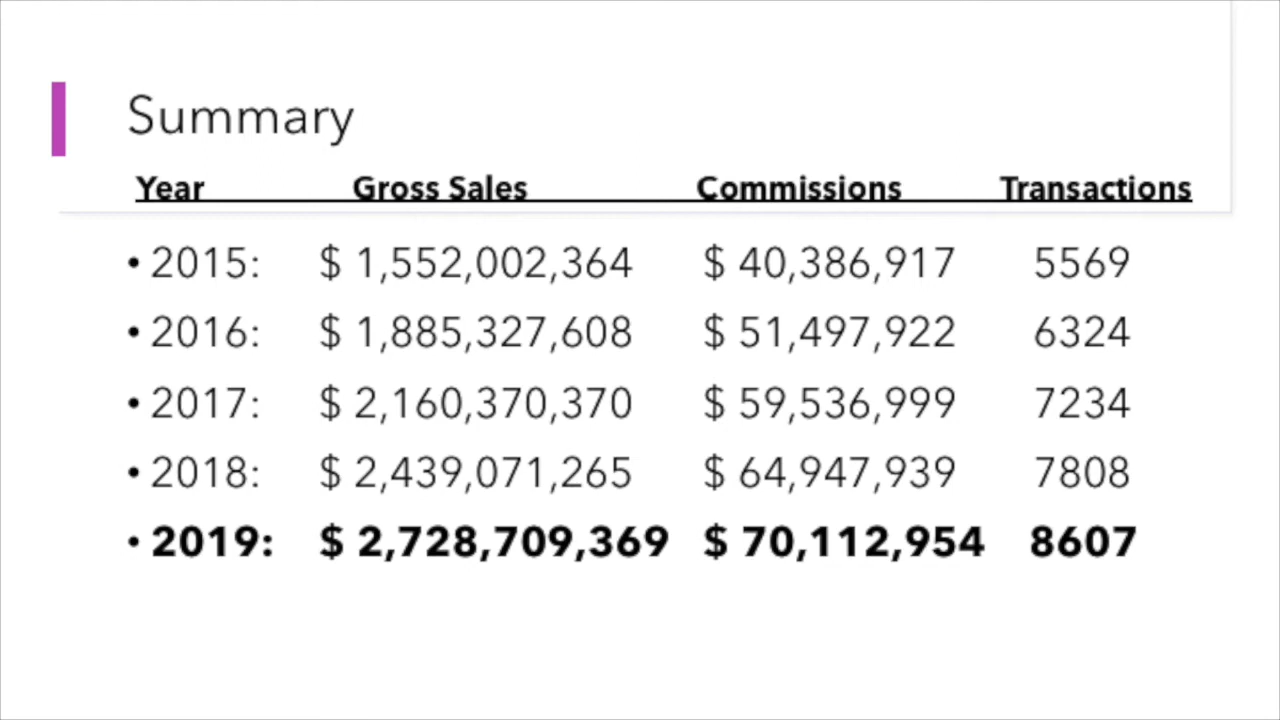 Summary
Year Gross Sales Commissions Transactions
• 2015: $ 1,552,002,364 $ 40,386,917 5569
• 2016: $ 1,885,327,608 $ 51,497,922 6324
• 2017: $ 2,160,370,370 $ 59,536,999 7234
• 2018: $ 2,439,071,265 $ 64,947,939 7808
• 2019: $ 2,728,709,369 $ 70,112,954 8607